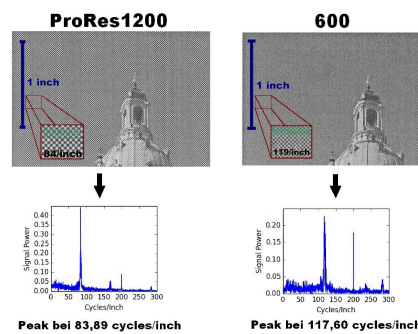 ProRes1200
600
1 inch
84/inch
1 inch
119/inch
Signal Power
0.40
0.35
0.30
0.25
0.20
0.15
0.10
0.05
0.00
0 50 100 150 200 250 300
Cycles/Inch
Signal Power
0.20
0.15
0.10
0.05
0.00
0 50 100 150 200 250 300
Cycles/Inch
Peak bei 83,89 cycles/inch
Peak bei 117,60 cycles/inch